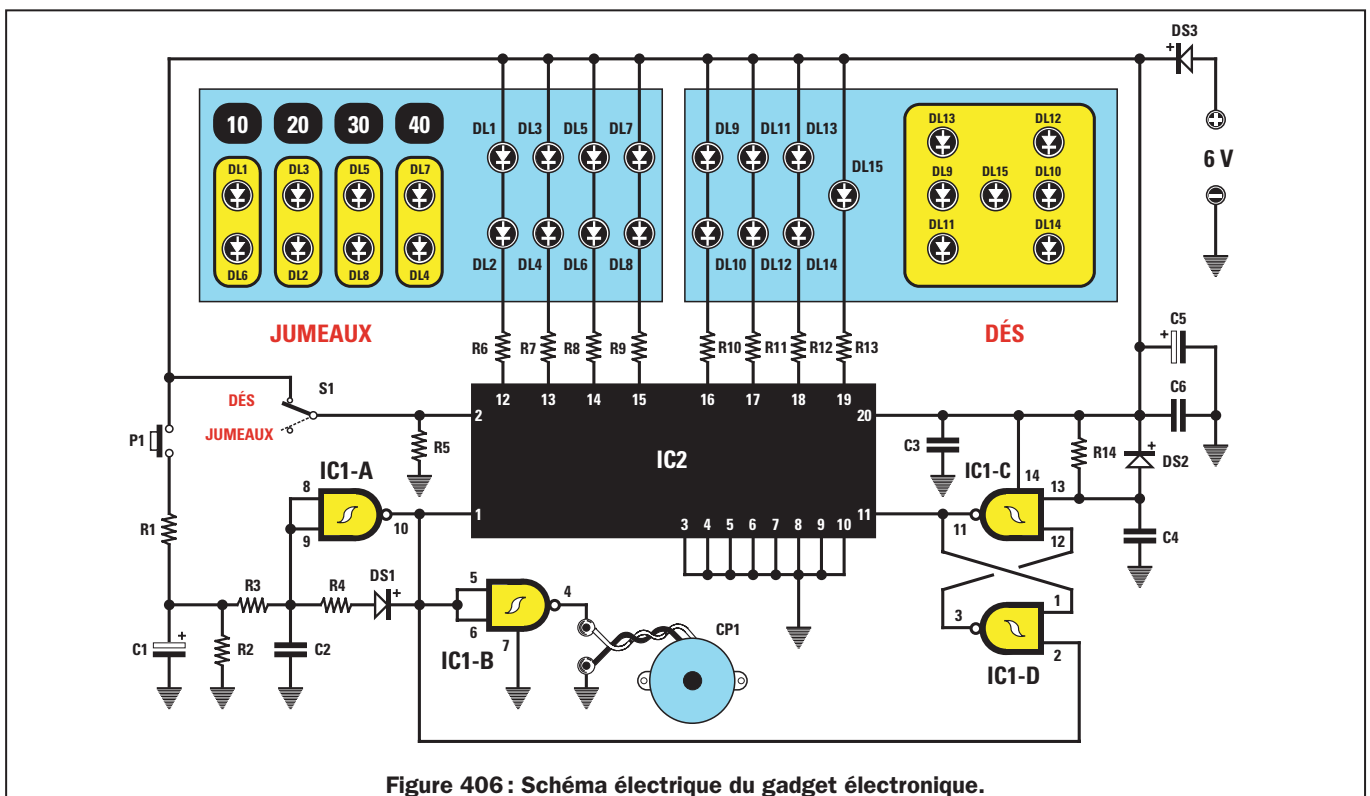 DS3
10 20 30 40
DL1 DL3 DL5 DL7
DL9 DL11 DL13
DL13 DL12
6 V
DL1 DL3 DL5 DL7
DL15
DL9 DL15 DL10
DL11 DL14
DL6 DL2 DL8 DL4
DL2 DL4 DL6 DL8
DL10 DL12 DL14
JUMEAUX
DÉS
R6 R7 R8 R9 R10 R11 R12 R13
C5
C6
S1
DÉS
JUMEAUX
P1
12 13 14 15 16 17 18 19
2 20
R5
IC2
C3
R14
DS2
IC1-A
IC1-C
8
9
10
1
11
11
14
13
12
C4
R1
3 4 5 6 7 8 9 10
R3 R4 DS1
5
6
4
7
IC1-B
CP1
3
1
2
IC1-D
C1 R2 C2
Figure 406 : Schéma électrique du gadget électronique.